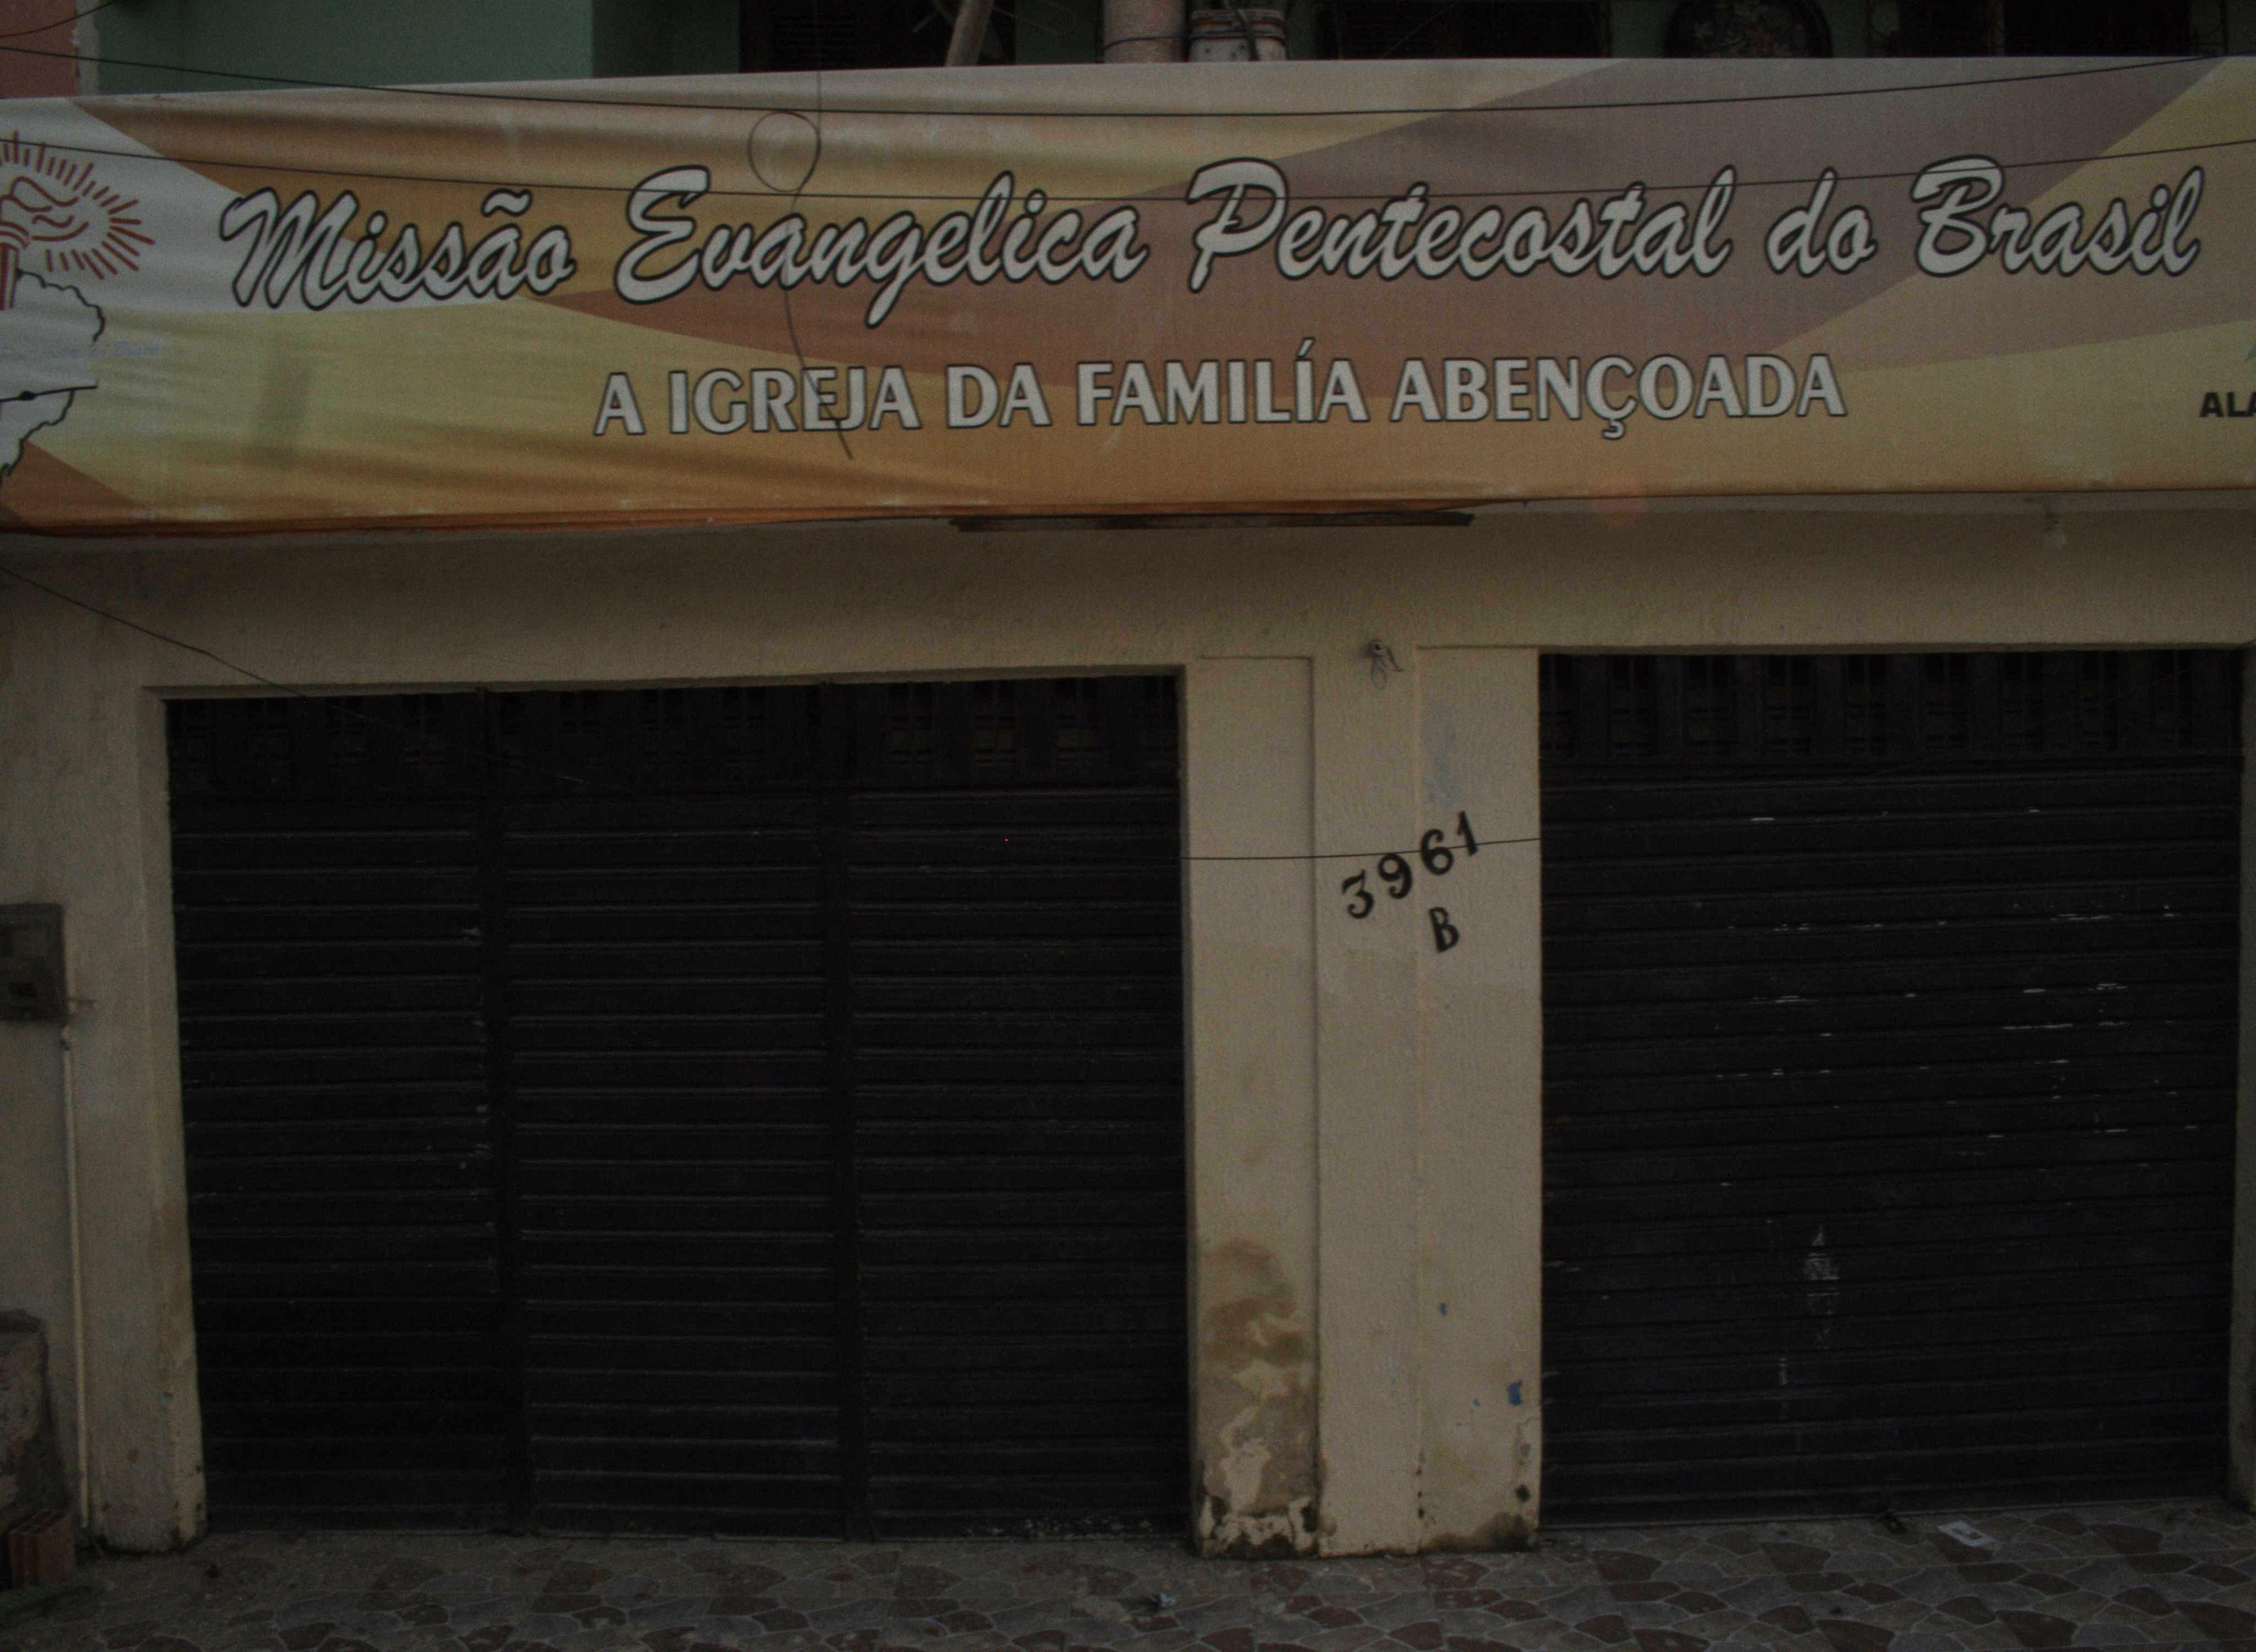 Missão Evangelica Pentecostal do Brasil
A IGREJA DA FAMILÍA ABENÇOADA
3961
B